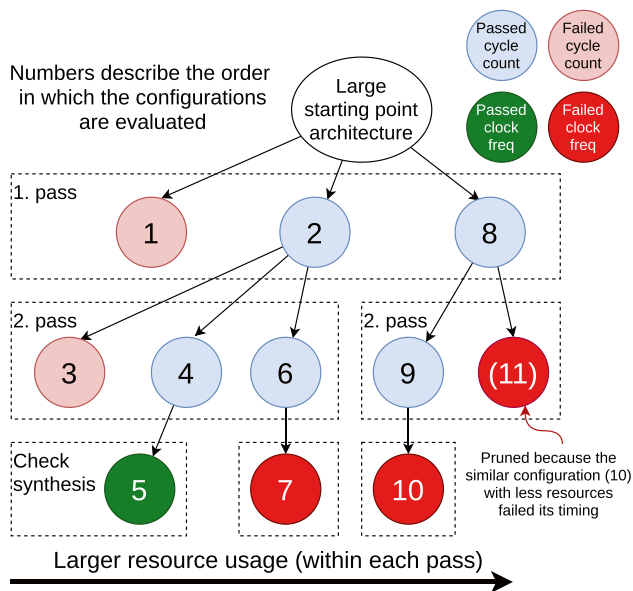 Numbers describe the order
in which the configurations
are evaluated
Large
starting point
architecture
Passed
cycle
count
Failed
cycle
count
Passed
clock
freq
Failed
clock
freq
1. pass
1
2
8
2. pass
3
4
6
2. pass
9
(11)
Check
synthesis
5
7
10
Pruned because the
similar configuration (10)
with less resources
failed its timing
Larger resource usage (within each pass)